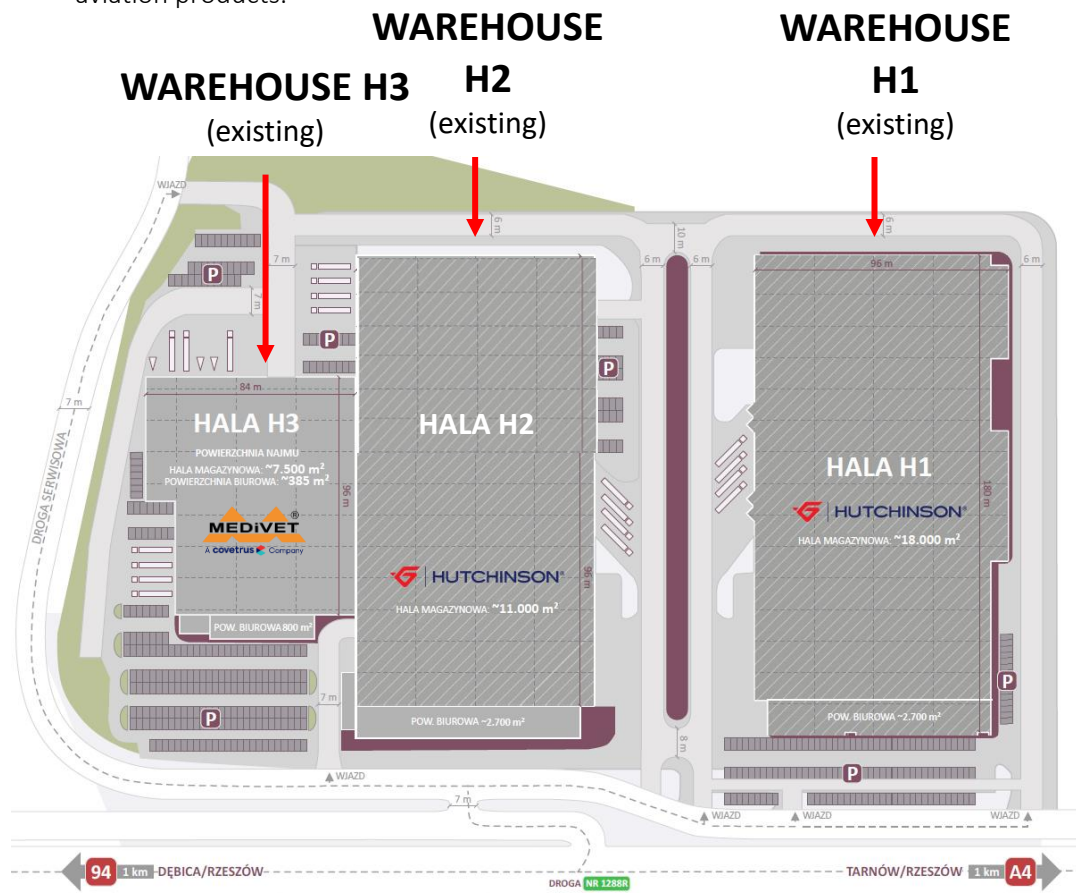 aviation products.
WAREHOUSE H3
(existing)
WAREHOUSE
H2
(existing)
WAREHOUSE
H1
(existing)
WJAZD
6 m
10 m
6 m
7 m
6 m
6 m
96 m
6 m
P
7 m
P
P
84 m
7 m
HALA H3
POWIERZCHNIA NAJMU
HALA MAGAZYNOWA: ~7.500 m²
POWIERZCHNIA BIUROWA: ~385 m²
MEDiVET®
A covetrus Company
96 m
POW. BIUROWA 800 m²
HALA H2
HUTCHINSON®
HALA MAGAZYNOWA: ~11.000 m²
96 m
POW. BIUROWA ~2.700 m²
HALA H1
HUTCHINSON®
HALA MAGAZYNOWA: ~18.000 m²
180 m
POW. BIUROWA ~2.700 m²
DROGA SERWISOWA
7 m
P
P
8 m
P
WJAZD
7 m
WJAZD
WJAZD
WJAZD
94 1 km DĘBICA/RZESZÓW
DROGA NR 1288R
TARNÓW/RZESZÓW 1 km A4